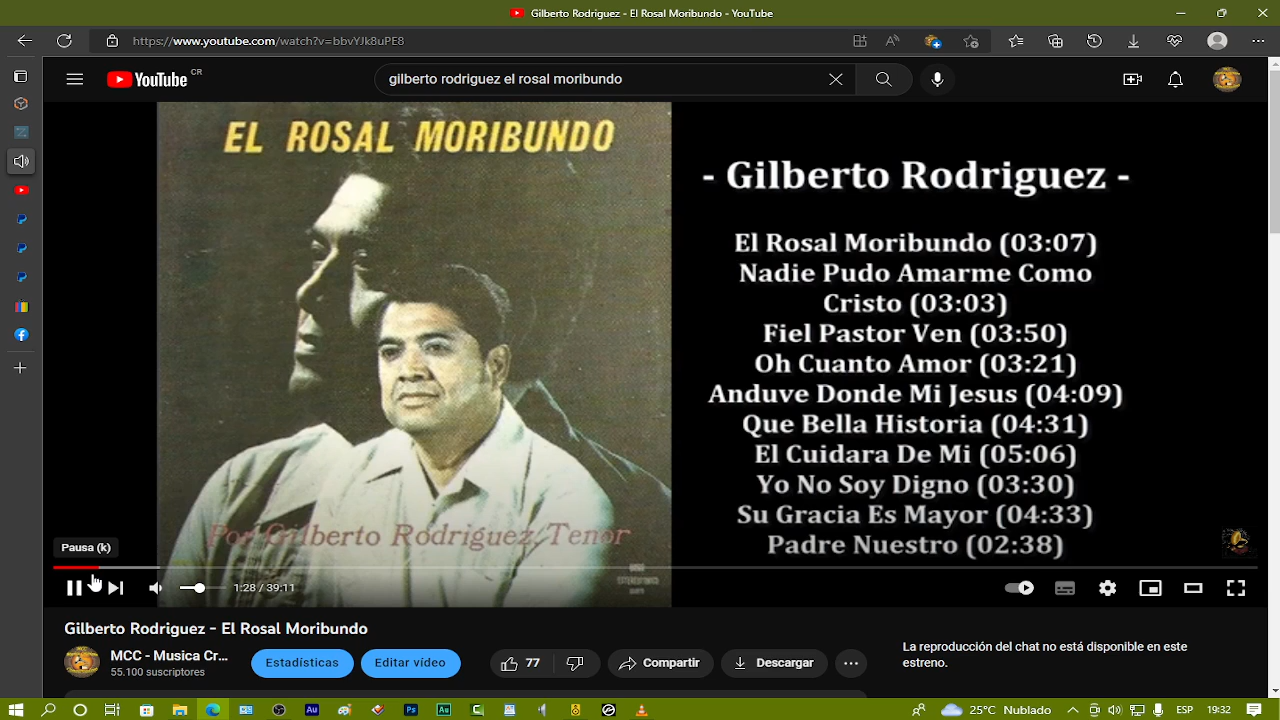 Gilberto Rodriguez - El Rosal Moribundo - YouTube
https://www.youtube.com/watch?v=bbvYJk8uPE8
YouTube CR
gilberto rodriguez el rosal moribundo
EL ROSAL MORIBUNDO
Por Gilberto Rodriguez, Tenor
- Gilberto Rodriguez -
El Rosal Moribundo (03:07)
Nadie Pudo Amarme Como
Cristo (03:03)
Fiel Pastor Ven (03:50)
Oh Cuanto Amor (03:21)
Anduve Donde Mi Jesus (04:09)
Que Bella Historia (04:31)
El Cuidara De Mi (05:06)
Yo No Soy Digno (03:30)
Su Gracia Es Mayor (04:33)
Padre Nuestro (02:38)
Pausa (k)
1:28 / 39:11
Gilberto Rodriguez – El Rosal Moribundo
MCC - Musica Cr...
55.100 suscriptores
Estadísticas
Editar vídeo
77
Compartir
Descargar
La reproducción del chat no está disponible en este
estreno.
Au
Ps
Au
25°C Nublado
ESP
19:32